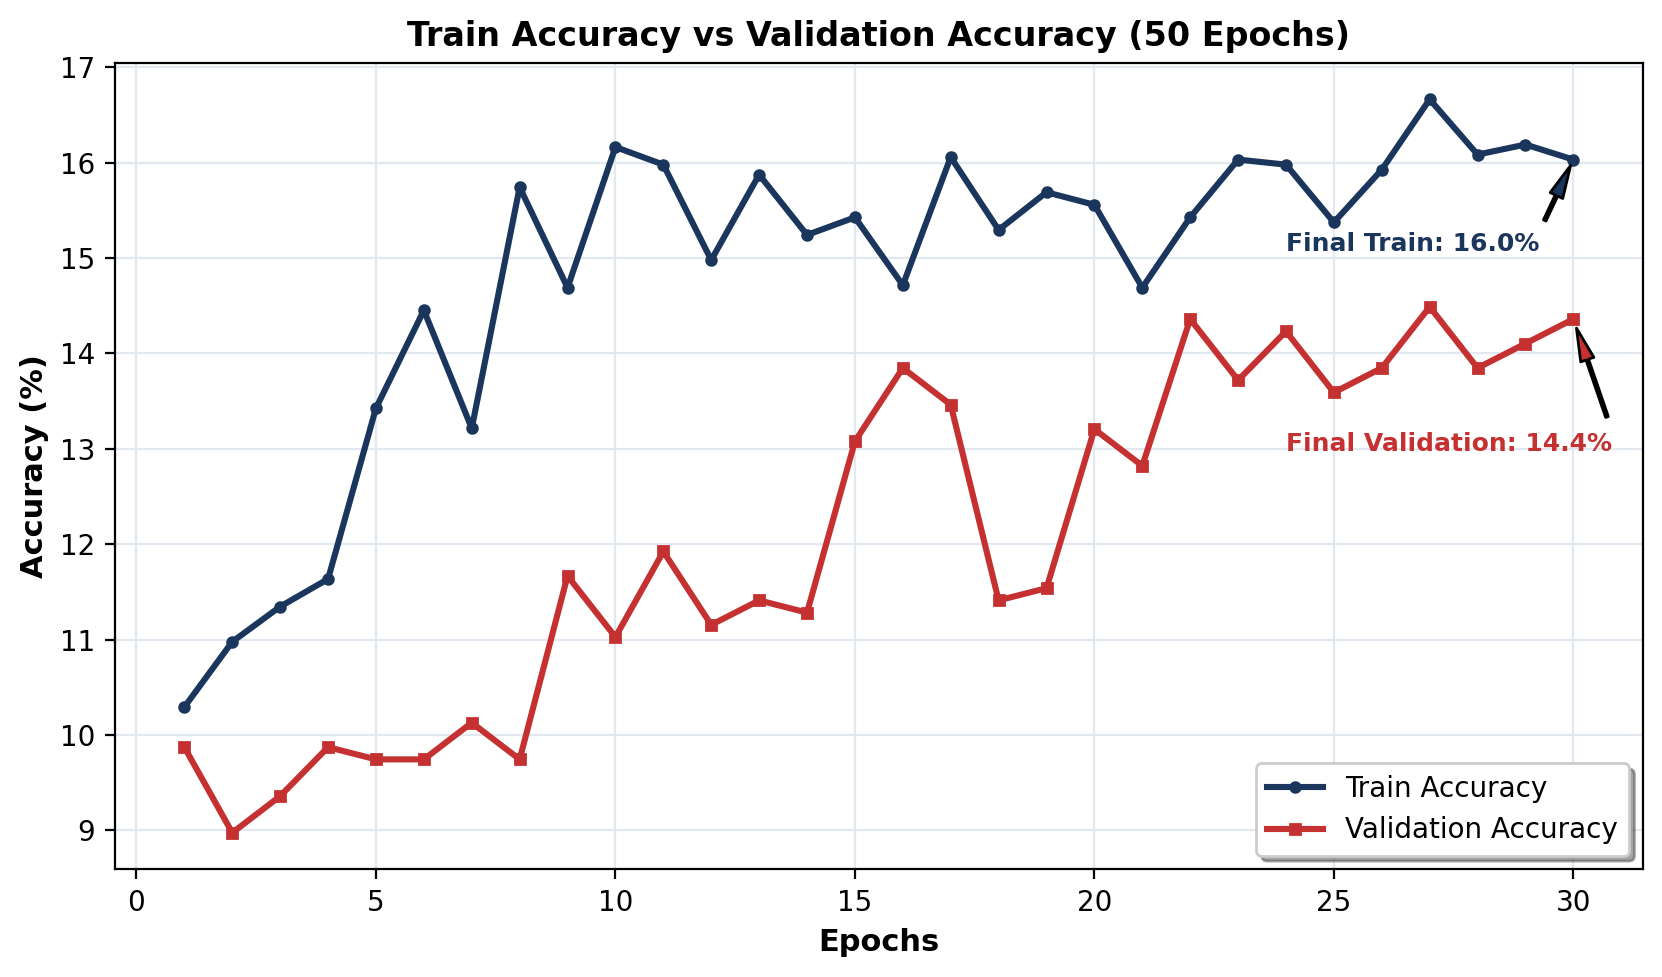 Train Accuracy vs Validation Accuracy (50 Epochs)
Accuracy (%)
17
16
15
14
13
12
11
10
9
Final Train: 16.0%
Final Validation: 14.4%
Train Accuracy
Validation Accuracy
0 5 10 15 20 25 30
Epochs